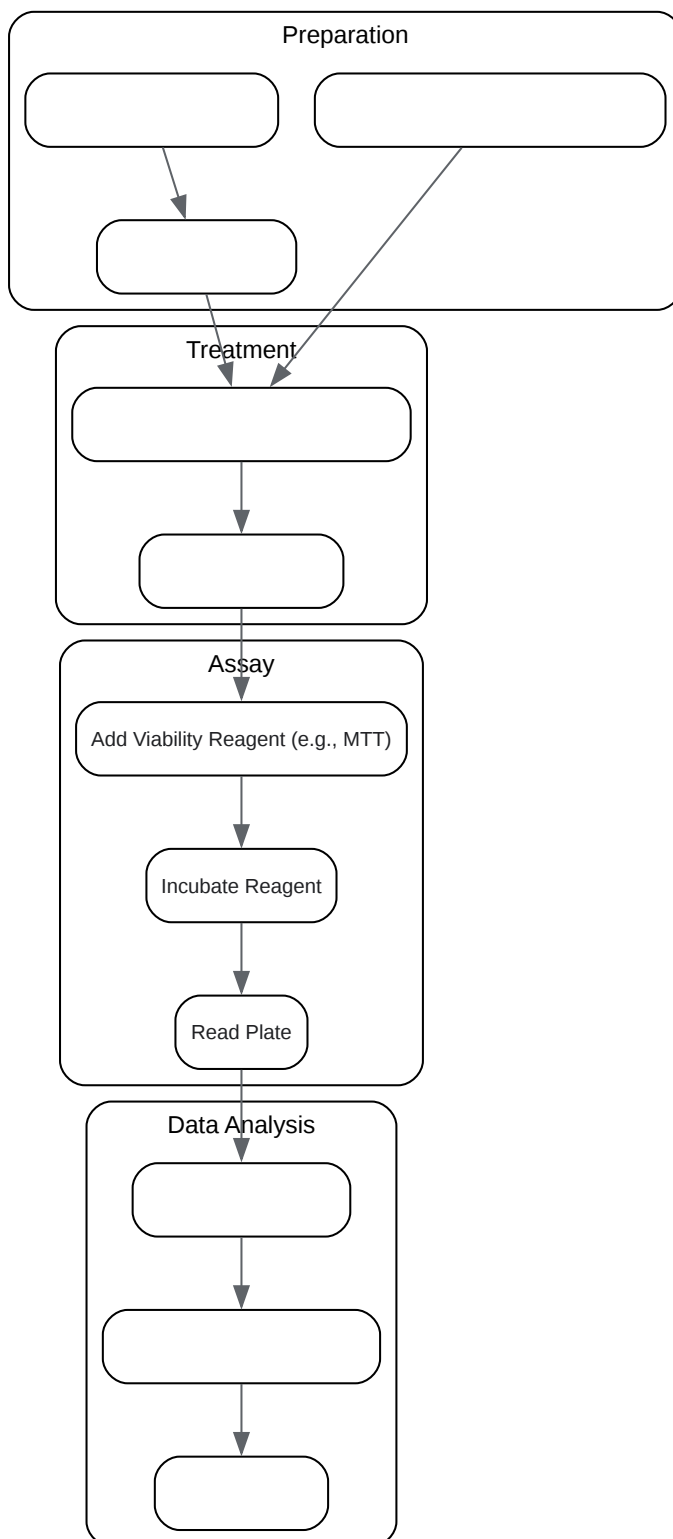 Preparation
Treatment
Assay
Add Viability Reagent (e.g., MTT)
Incubate Reagent
Read Plate
Data Analysis